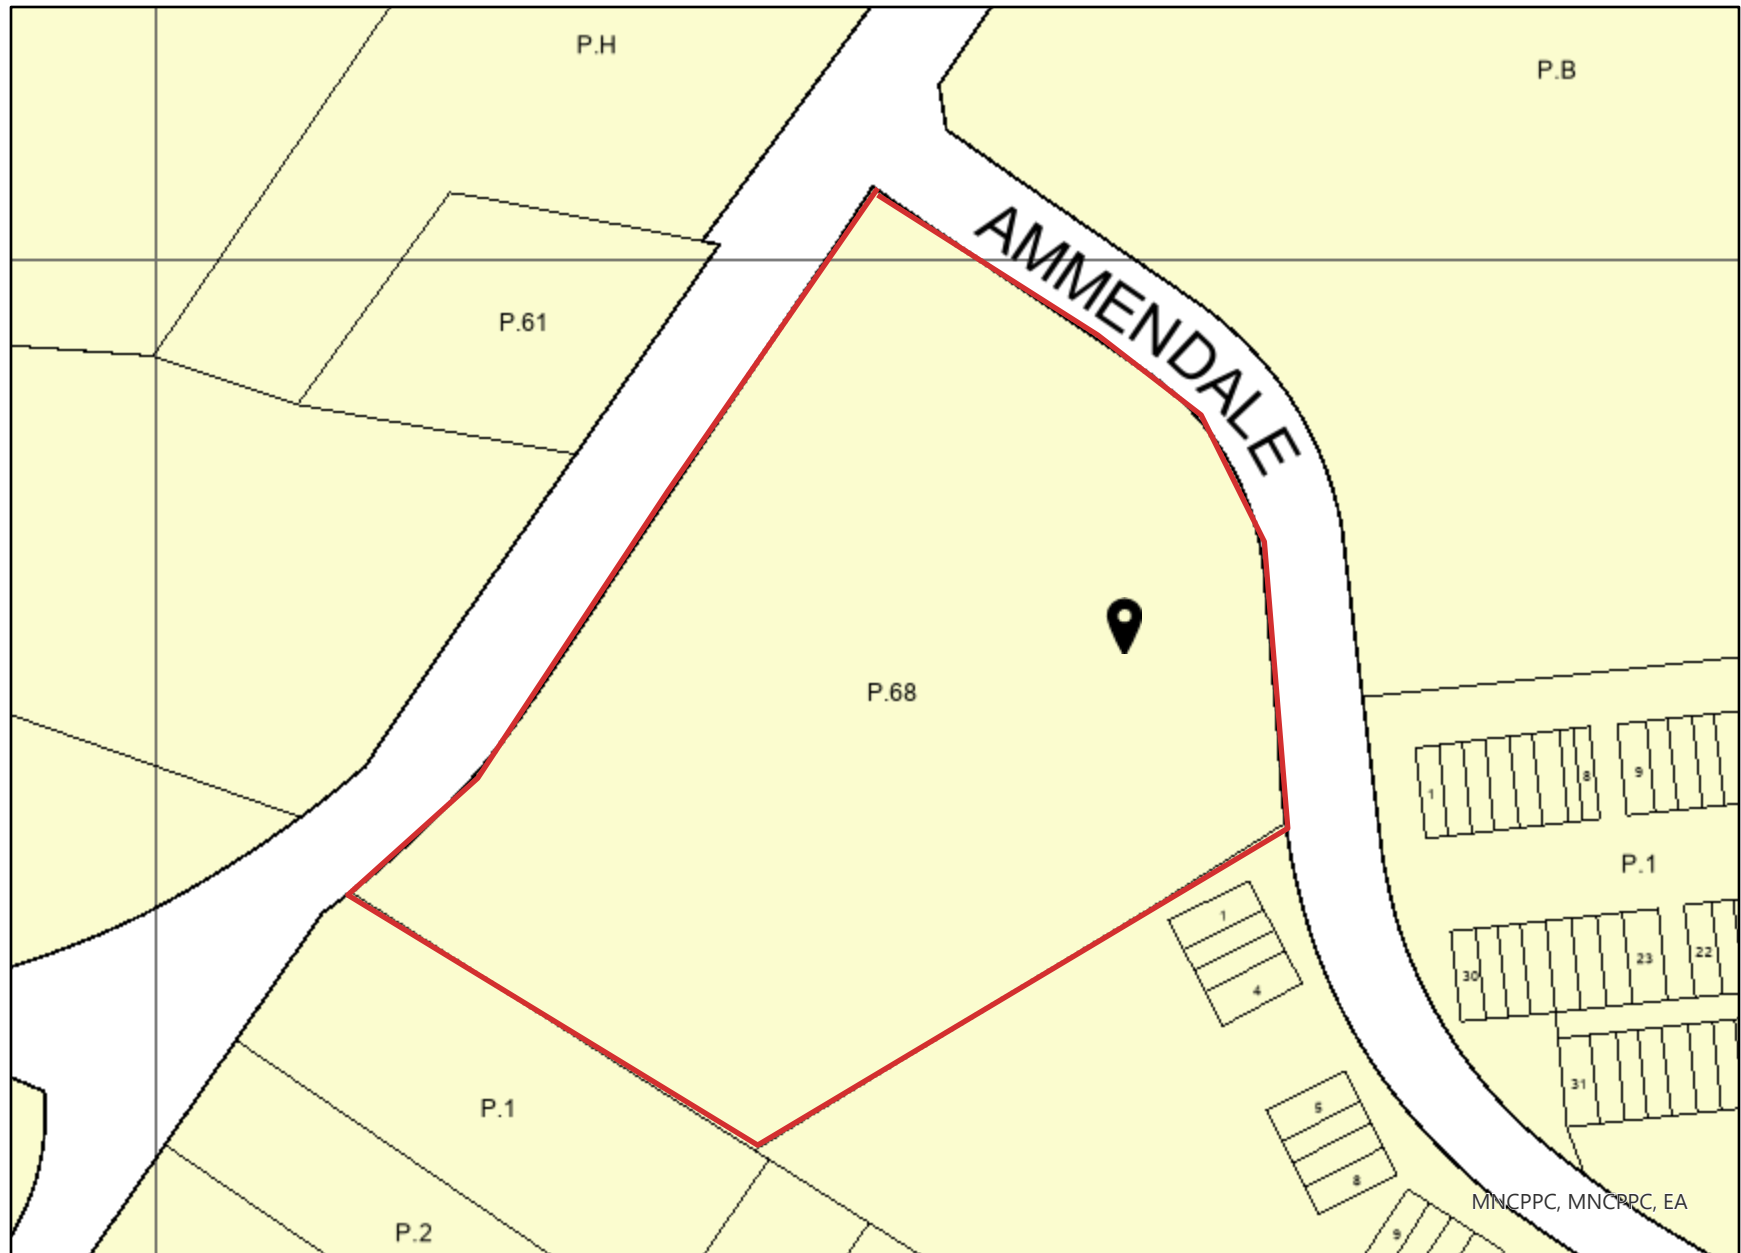 P.H
P.B
AMMENDALE
P.61
P.68
8
9
1
P.1
1
23
22
30
4
31
P.1
5
8
MNCPPC, MNCPPC, EA
P.2
9